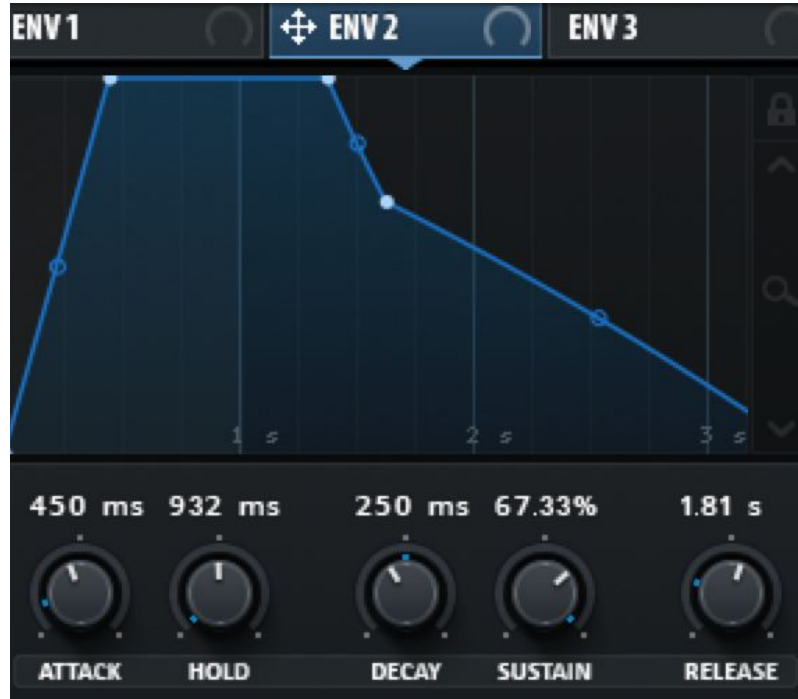 ENV 1 ENV 2 ENV 3
1 s 2 s 3 s
450 ms 932 ms 250 ms 67.33% 1.81 s
ATTACK HOLD DECAY SUSTAIN RELEASE